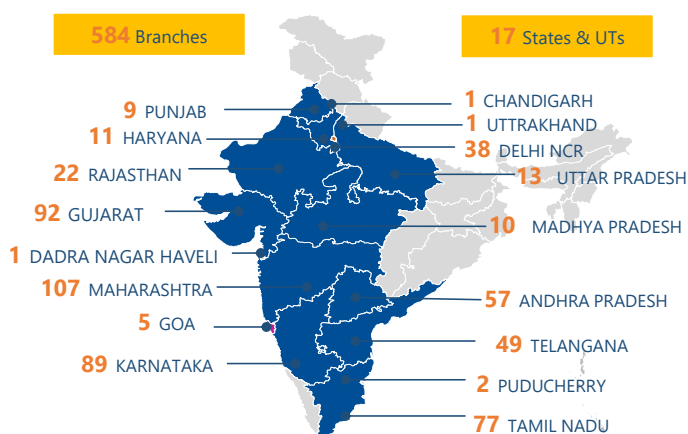 584 Branches
17 States & UTs
9 PUNJAB
11 HARYANA
22 RAJASTHAN
92 GUJARAT
1 DADRA NAGAR HAVELI
107 MAHARASHTRA
5 GOA
89 KARNATAKA
1 CHANDIGARH
1 UTTRAKHAND
38 DELHI NCR
13 UTTAR PRADESH
10 MADHYA PRADESH
57 ANDHRA PRADESH
49 TELANGANA
2 PUDUCHERRY
77 TAMIL NADU